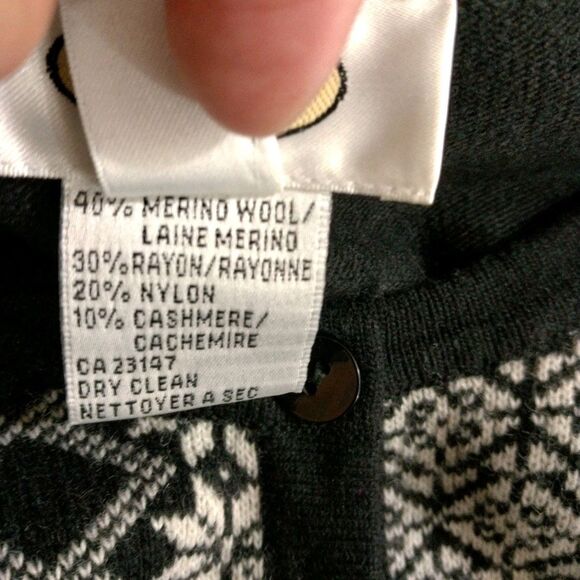 40% MERINO WOOL/
LAINE MERINO
30% RAYON/RAYONNE
20% NYLON
10% CASHMERE/
CACHEMIRE
CA 23147
DRY CLEAN
NETTOYER A SEC